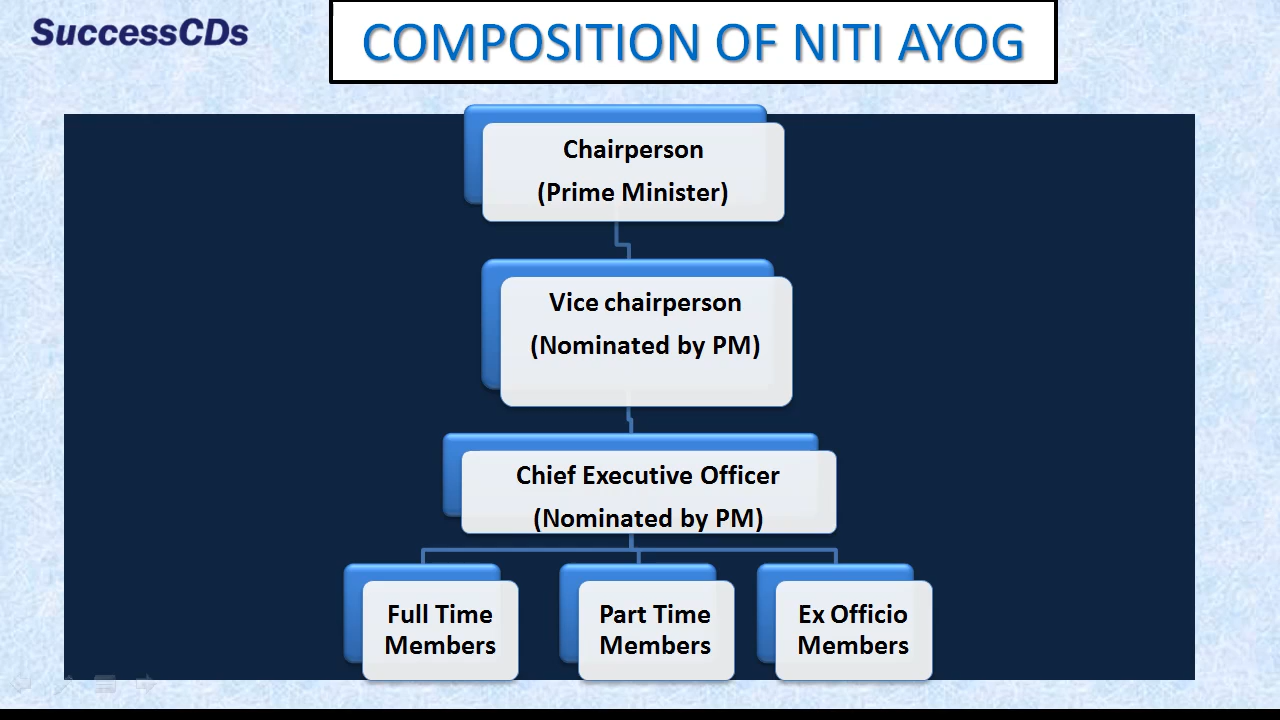 SuccessCDs
COMPOSITION OF NITI AYOG
Chairperson
(Prime Minister)
Vice chairperson
(Nominated by PM)
Chief Executive Officer
(Nominated by PM)
Full Time
Members
Part Time
Members
Ex Officio
Members